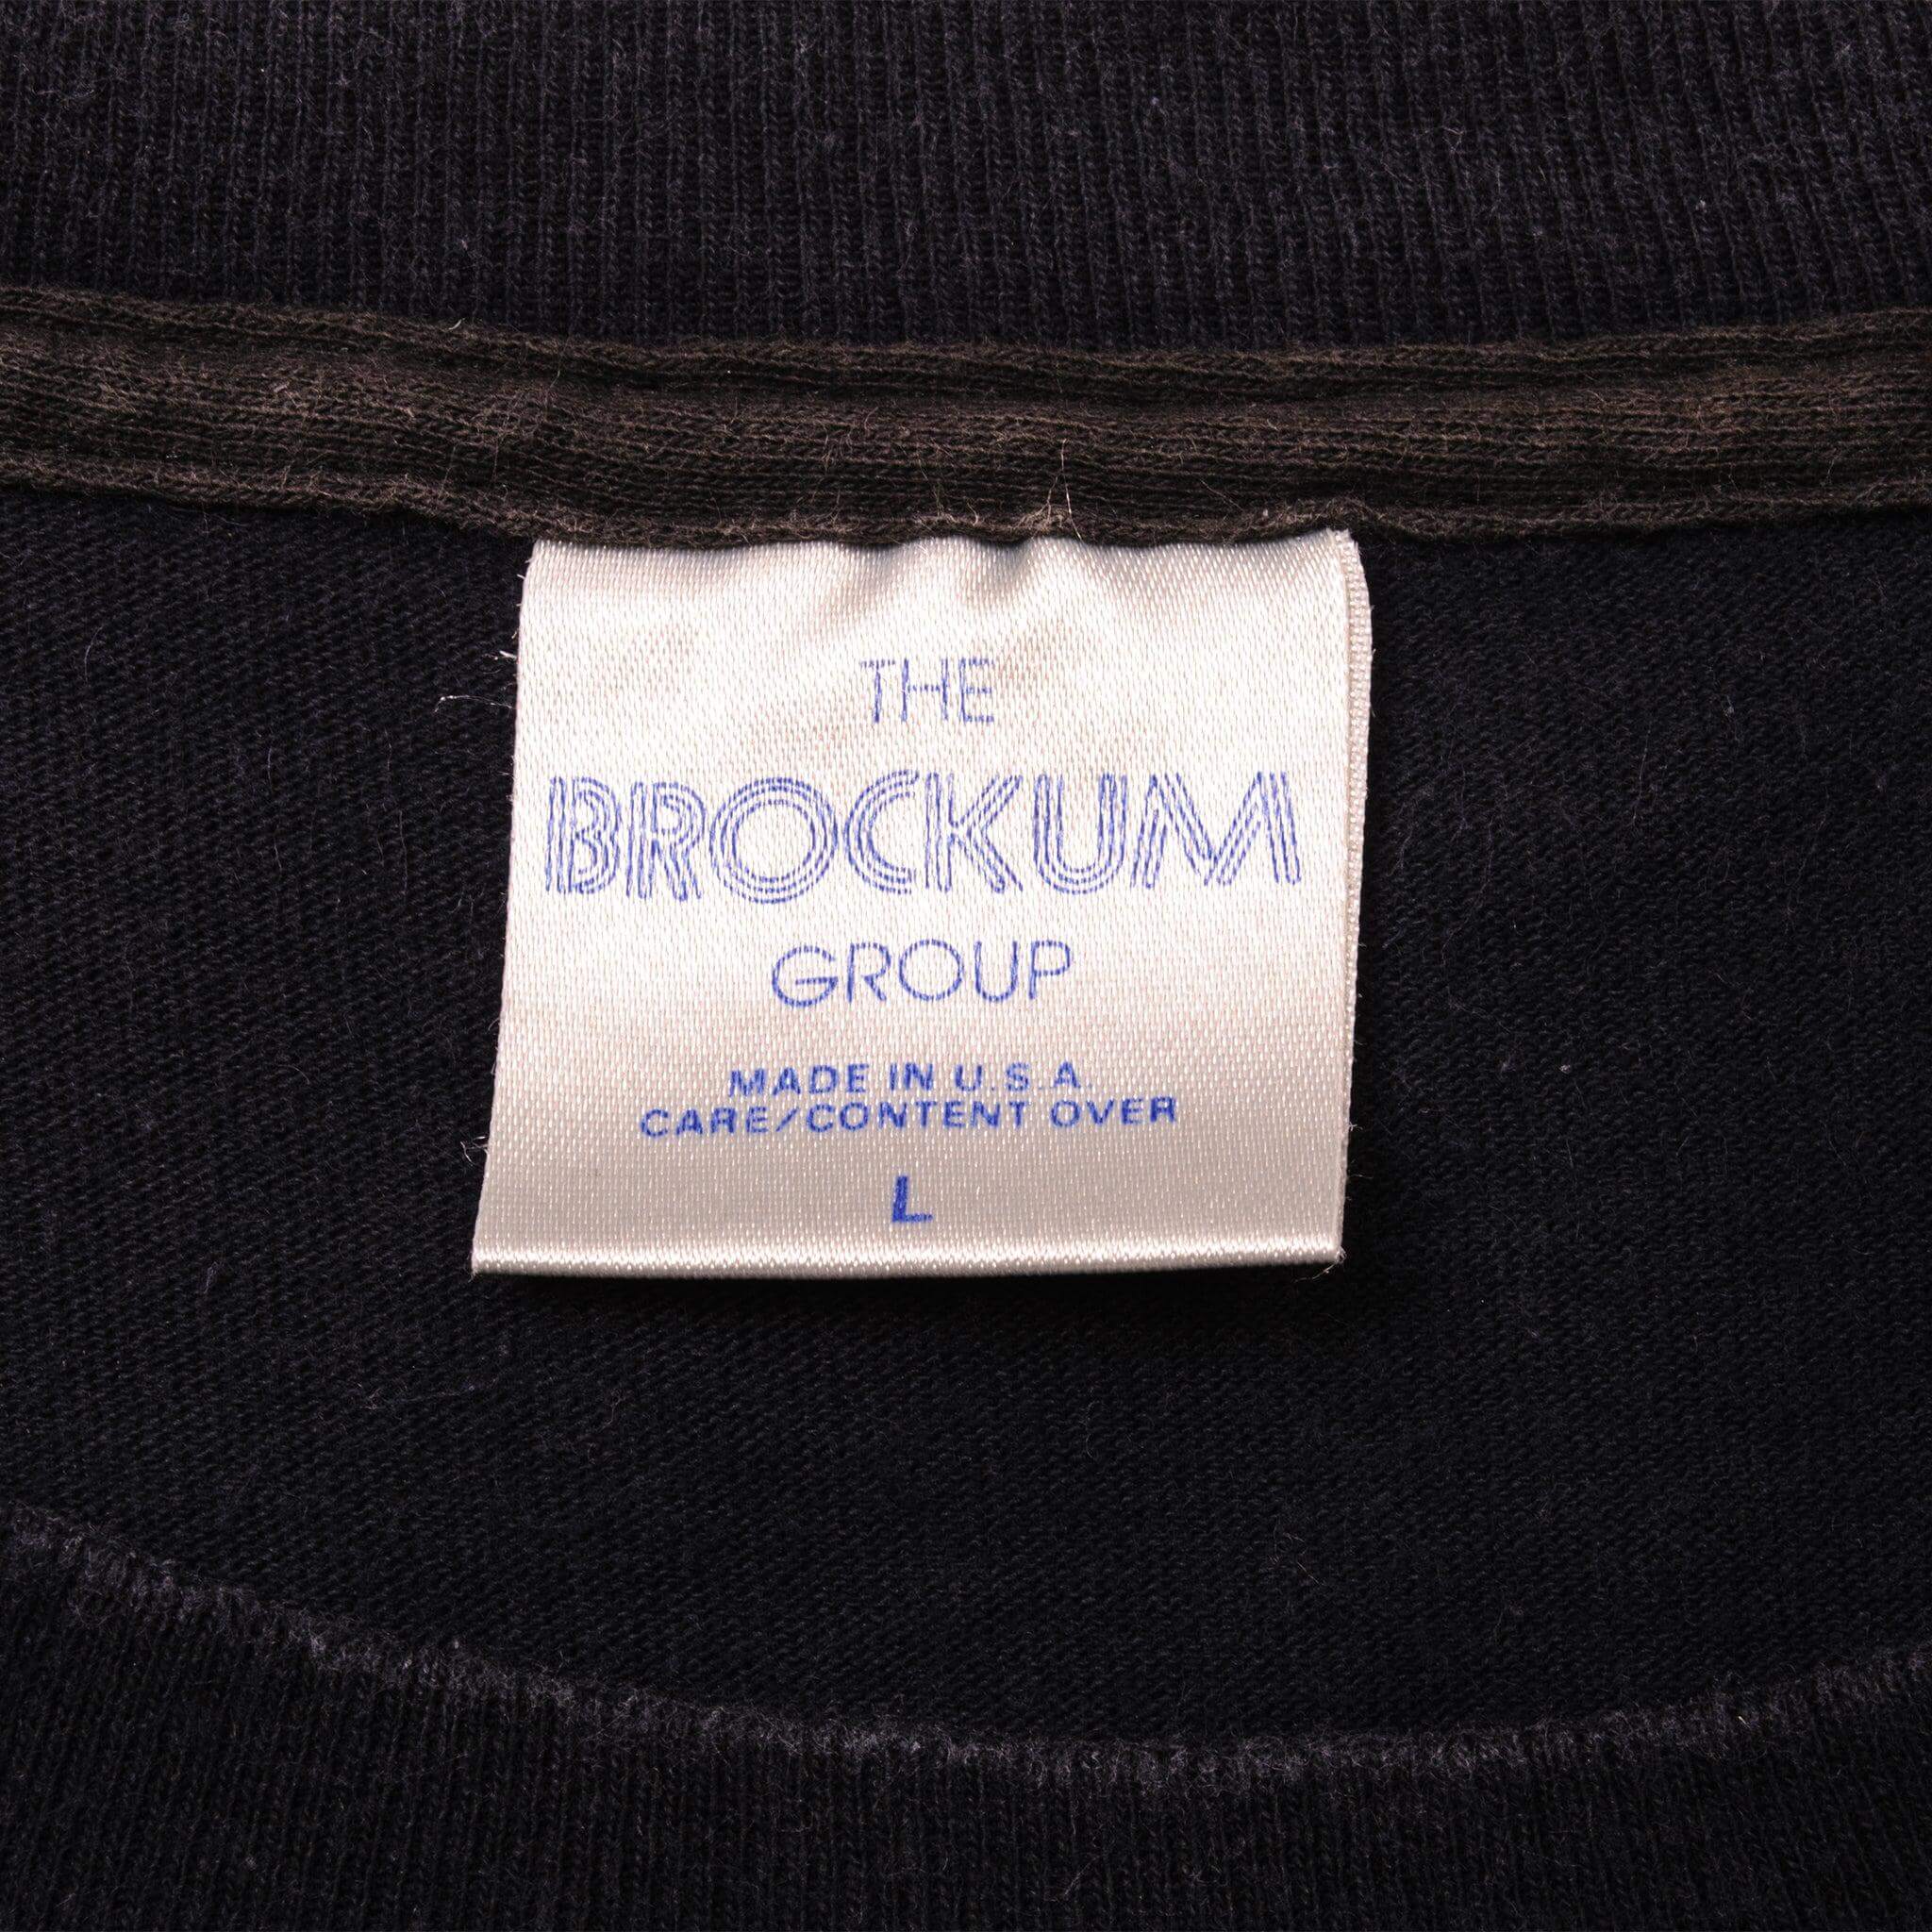 THE
BROCKUM
GROUP
MADE IN U.S.A.
CARE/CONTENT OVER
L